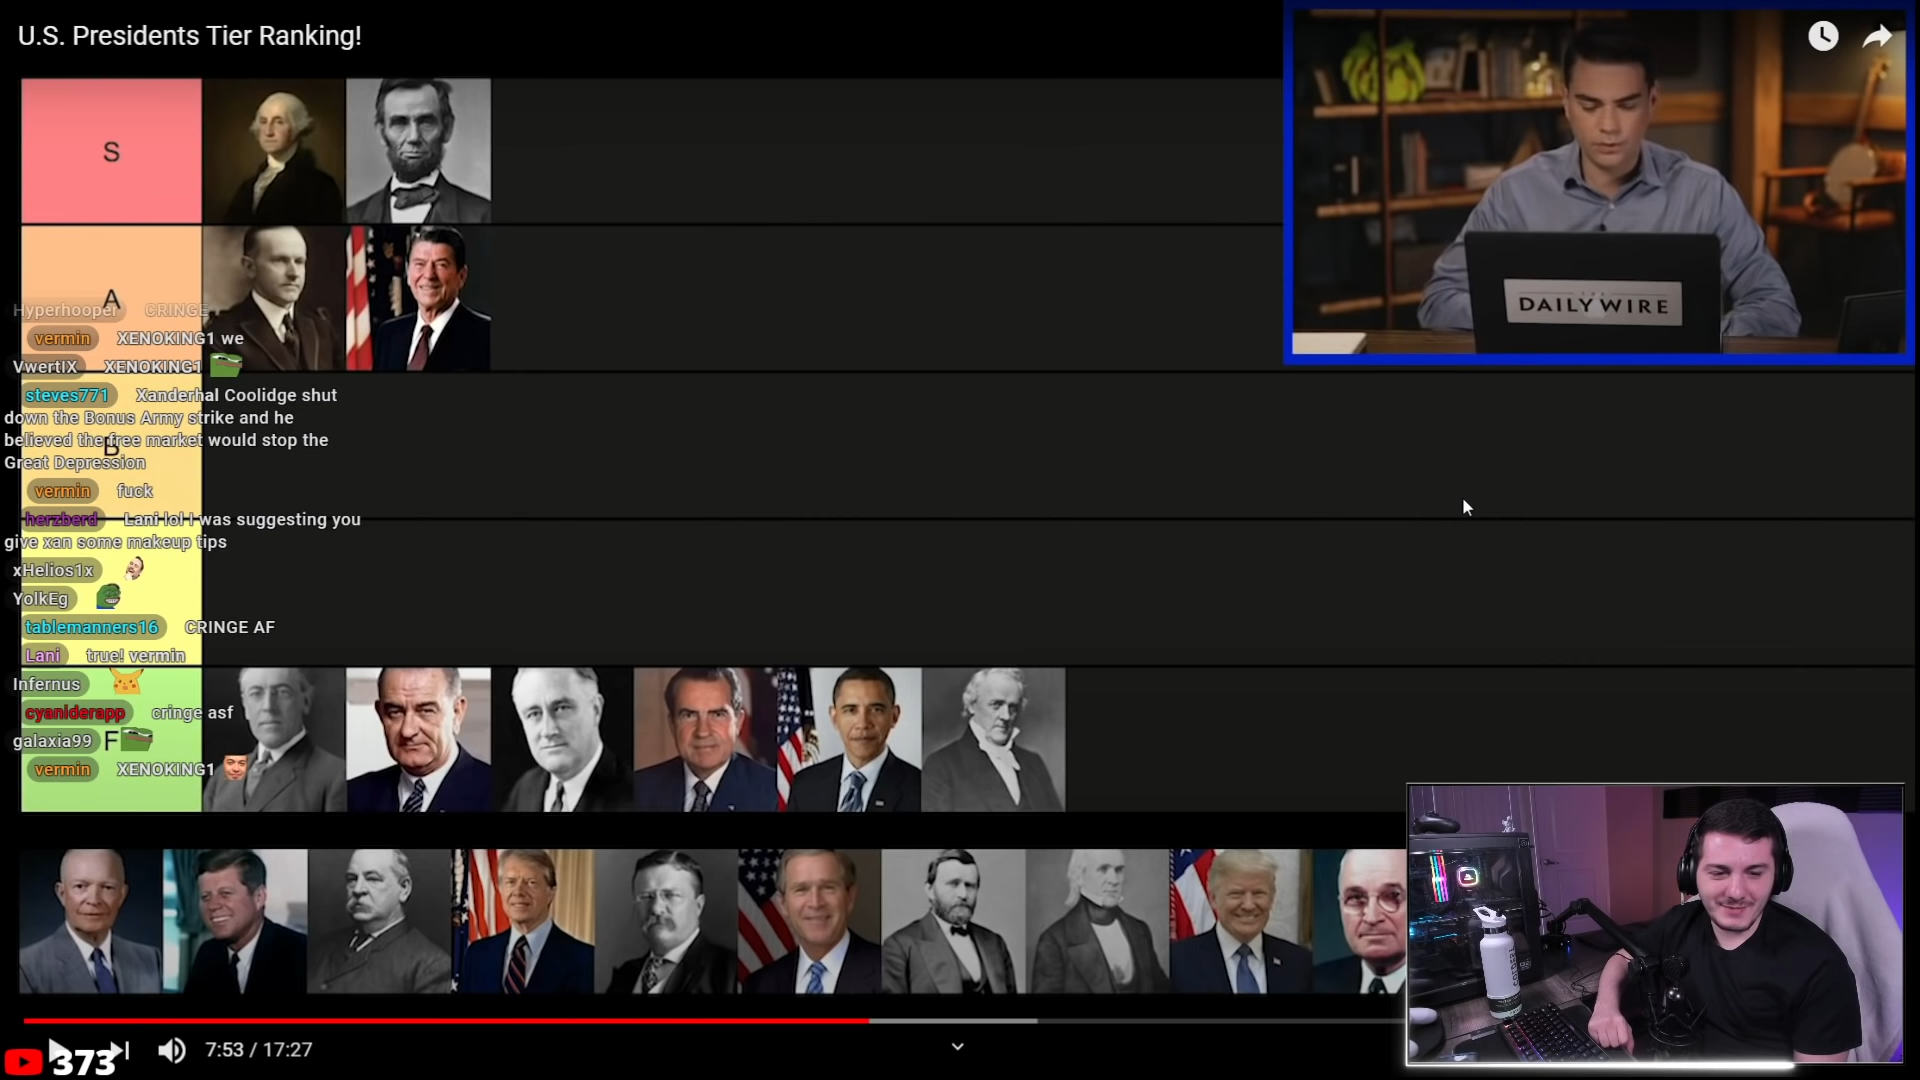 U.S. Presidents Tier Ranking!
S
DAILY WIRE
A
Hyperhooper CRINGE
vermin XENOKING1 we
VwertIX XENOKING1
steves771 Xanderhal Coolidge shut
down the Bonus Army strike and he
believed the free market would stop the
B
Great Depression
vermin fuck
herzberd Lani lol I was suggesting you
give xan some makeup tips
xHelios1x
YolkEg
tablemanners16 CRINGE AF
Lani true! vermin
Infernus
cyaniderapp cringe asf
galaxia99
F
vermin XENOKING1
7:53 / 17:27
373